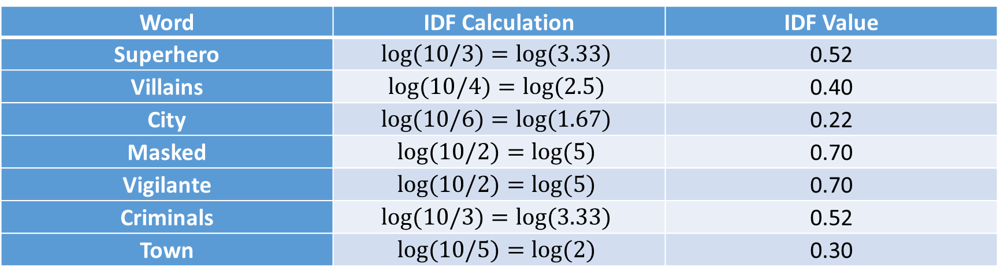 Word IDF Calculation IDF Value
Superhero log(10/3) = log(3.33) 0.52
Villains log(10/4) = log(2.5) 0.40
City log(10/6) = log(1.67) 0.22
Masked log(10/2) = log(5) 0.70
Vigilante log(10/2) = log(5) 0.70
Criminals log(10/3) = log(3.33) 0.52
Town log(10/5) = log(2) 0.30